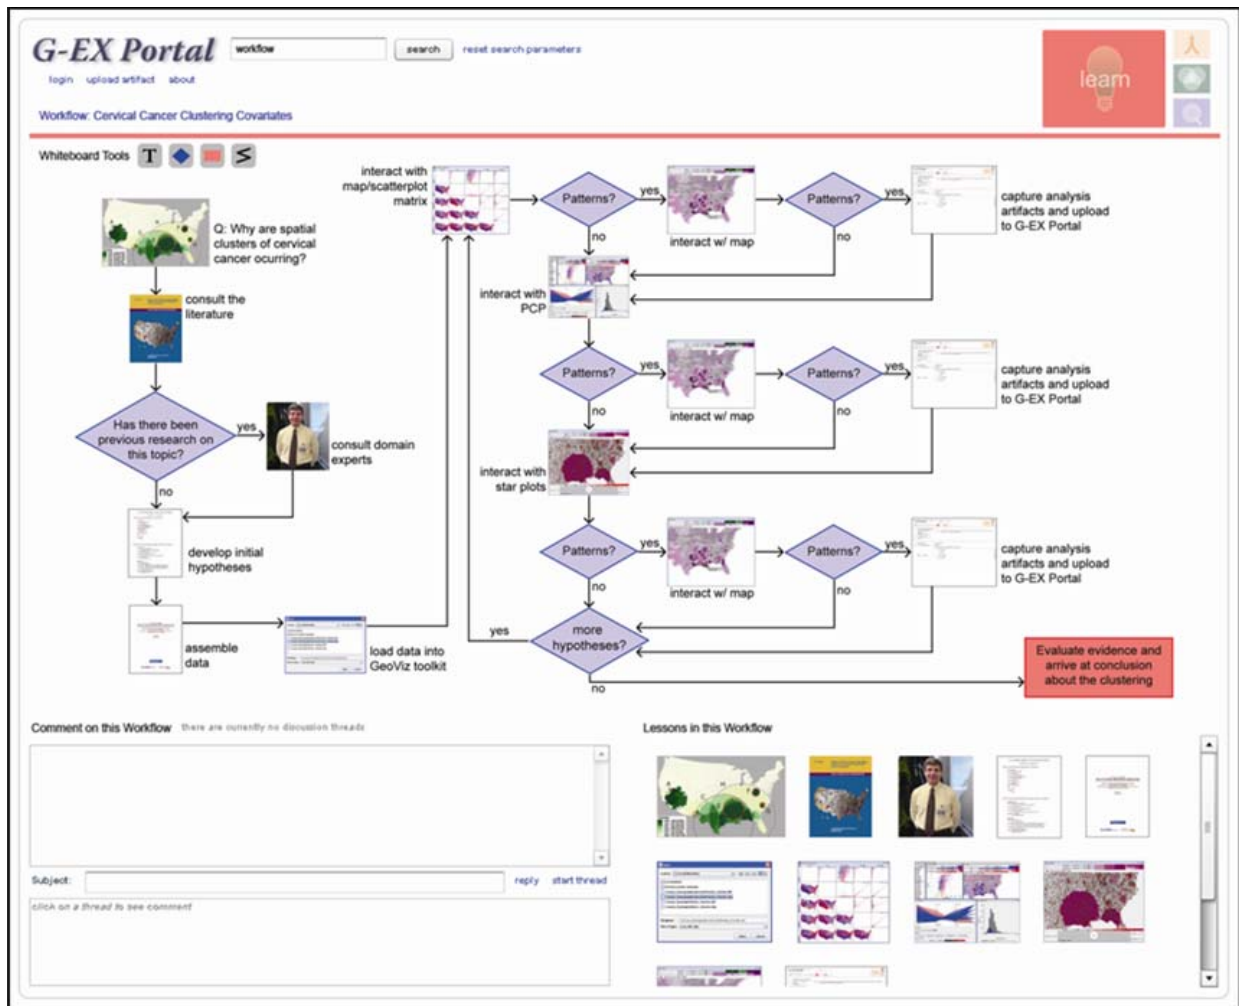 G-EX Portal
workflow
search
reset search parameters
login upload artifact about
learn
Workflow: Cervical Cancer Clustering Covariates
Whiteboard Tools
T
Q: Why are spatial
clusters of cervical
cancer ocurring?
consult the
literature
Has there been
previous research on
this topic?
yes
consult domain
experts
no
develop initial
hypotheses
assemble
data
load data into
GeoViz toolkit
interact with
map/scatterplot
matrix
Patterns?
yes
interact w/ map
Patterns?
yes
capture analysis
artifacts and upload
to G-EX Portal
no
no
interact with
PCP
Patterns?
yes
interact w/ map
Patterns?
yes
capture analysis
artifacts and upload
to G-EX Portal
no
no
interact with
star plots
Patterns?
yes
interact w/ map
Patterns?
yes
capture analysis
artifacts and upload
to G-EX Portal
no
no
yes
more
hypotheses?
no
Evaluate evidence and
arrive at conclusion
about the clustering
Comment on this Workflow there are currently no discussion threads
Subject:
reply start thread
click on a thread to see comment
Lessons in this Workflow